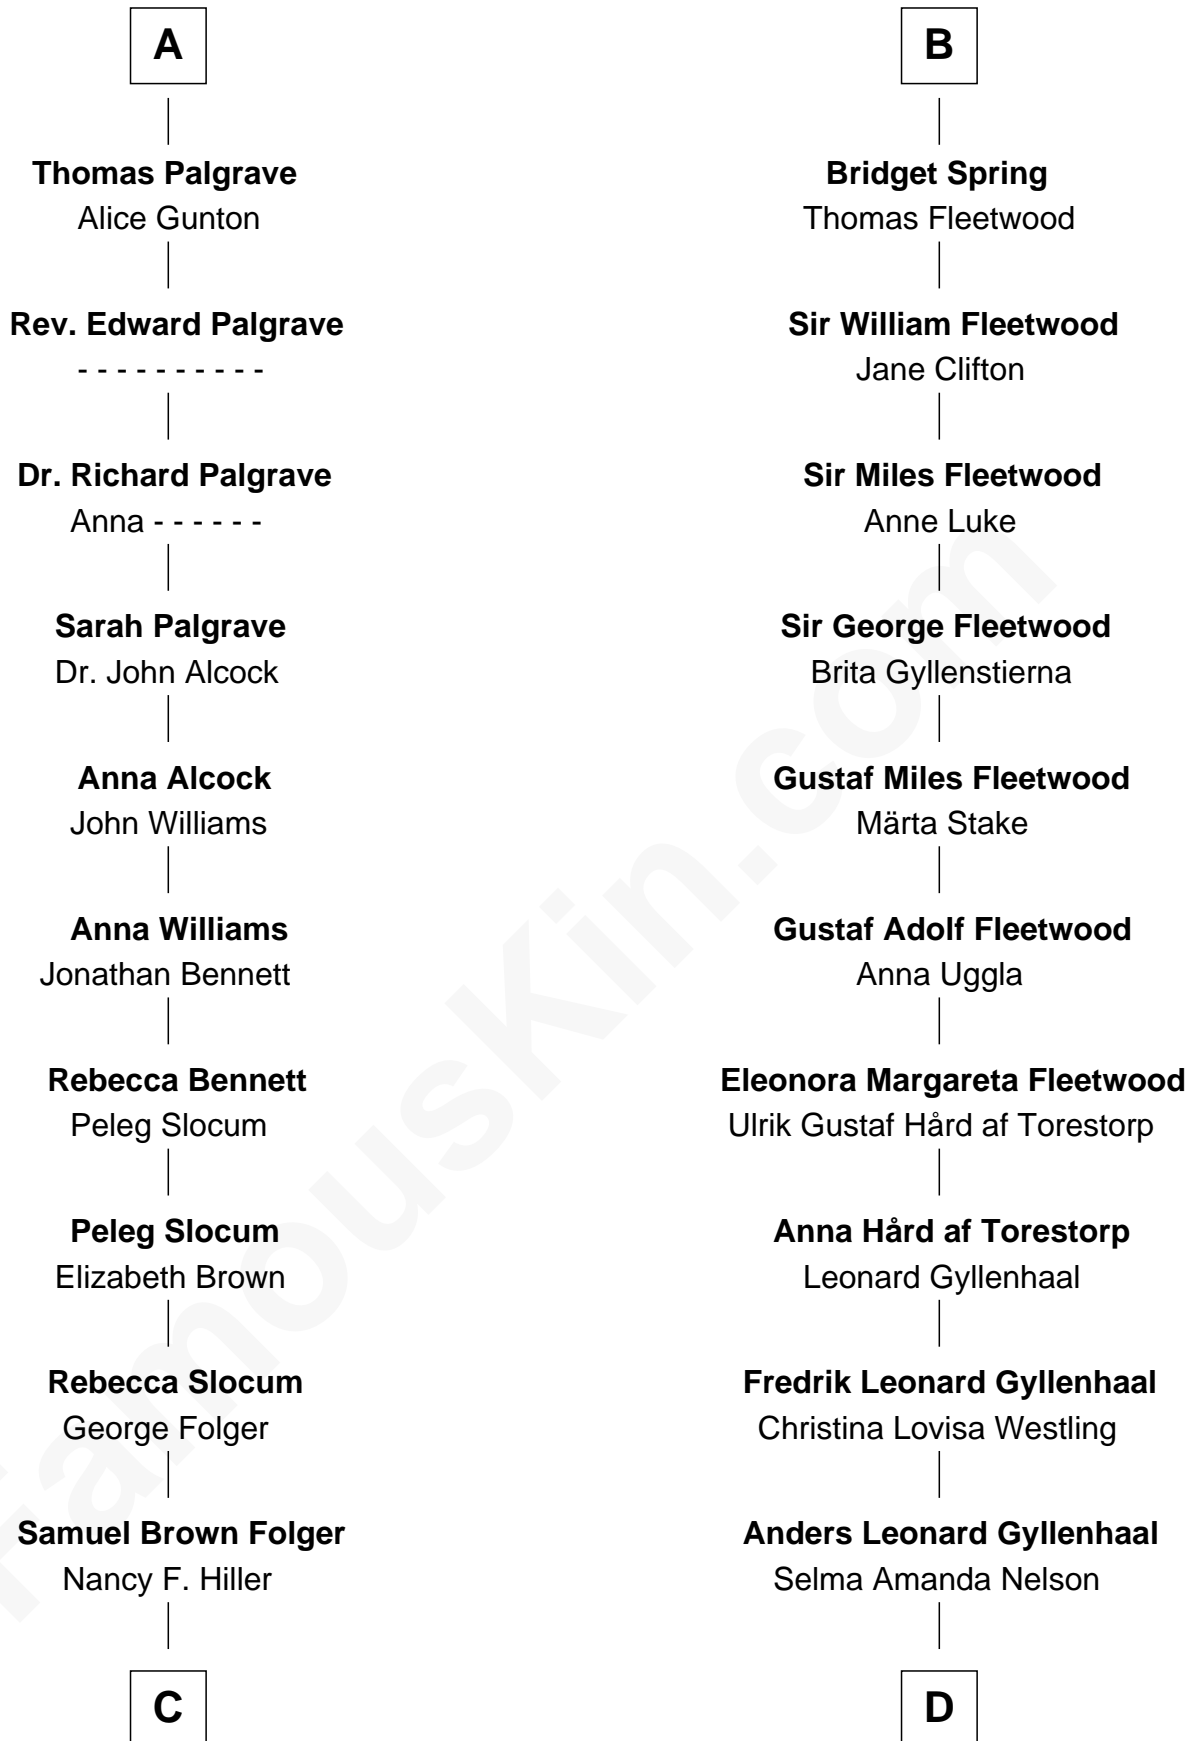 A
Thomas Palgrave
Alice Gunton
Rev. Edward Palgrave
- - - - - - - - - -
Dr. Richard Palgrave
Anna - - - - - -
Sarah Palgrave
Dr. John Alcock
Anna Alcock
John Williams
Anna Williams
Jonathan Bennett
Rebecca Bennett
Peleg Slocum
Peleg Slocum
Elizabeth Brown
Rebecca Slocum
George Folger
Samuel Brown Folger
Nancy F. Hiller
C
B
Bridget Spring
Thomas Fleetwood
Sir William Fleetwood
Jane Clifton
Sir Miles Fleetwood
Anne Luke
Sir George Fleetwood
Brita Gyllenstierna
Gustaf Miles Fleetwood
Märta Stake
Gustaf Adolf Fleetwood
Anna Uggla
Eleonora Margareta Fleetwood
Ulrik Gustaf Hård af Torestorp
Anna Hård af Torestorp
Leonard Gyllenhaal
Fredrik Leonard Gyllenhaal
Christina Lovisa Westling
Anders Leonard Gyllenhaal
Selma Amanda Nelson
D
FamousKin.com